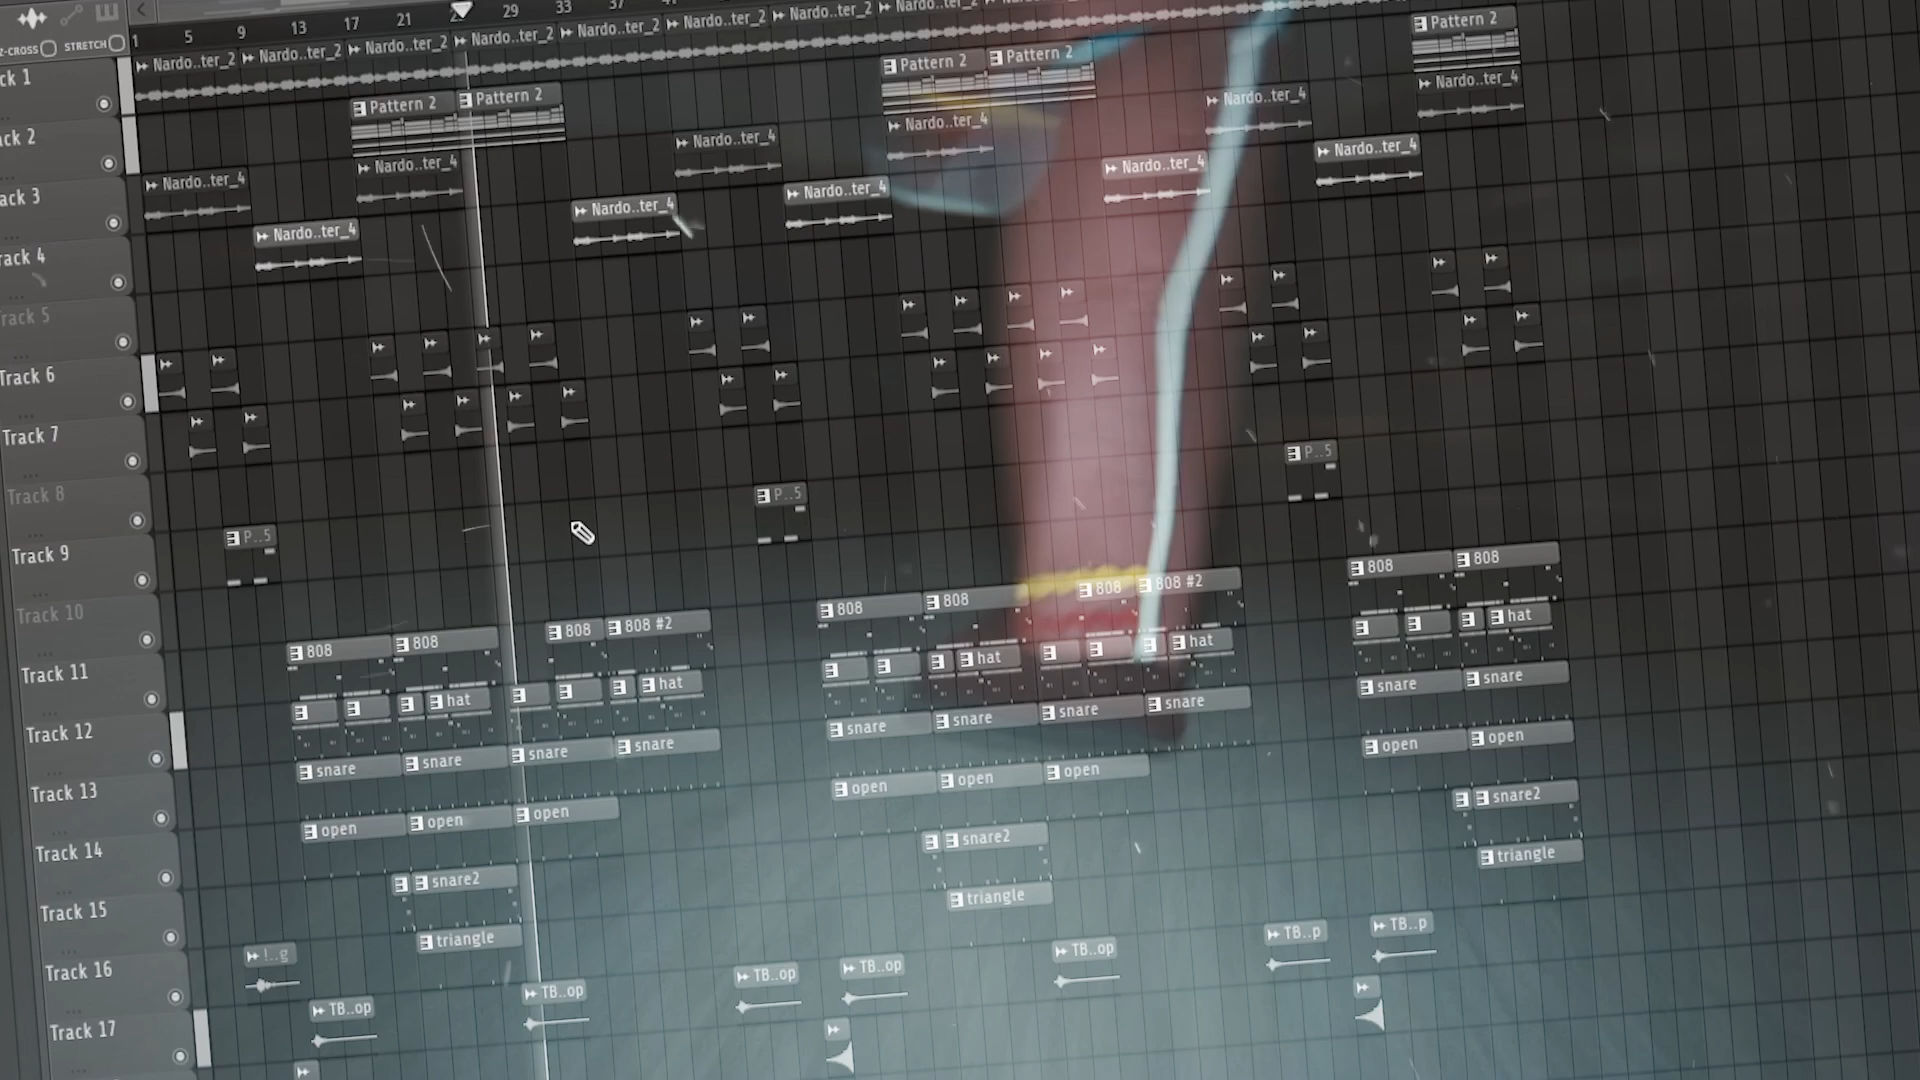 1 5 9 13 17 21 29 33 37
Z-CROSS STRETCH
Nardo..ter_2 Nardo..ter_2 Nardo..ter_2 Nardo..ter_2 Nardo..ter_2 Nardo..ter_2 Nardo..ter_2 Nardo..ter_2
ck 1
Pattern 2 Pattern 2 Pattern 2 Pattern 2 Pattern 2
ck 2
Nardo..ter_4 Nardo..ter_4 Nardo..ter_4 Nardo..ter_4 Nardo..ter_4 Nardo..ter_4
ck 3
Nardo..ter_4 Nardo..ter_4 Nardo..ter_4 Nardo..ter_4 Nardo..ter_4
ack 4
rack 5
Track 6
Track 7
Track 8
P..5 P..5 P..5
Track 9
Track 10
808 808 808 808 #2 808 808 808 808 #2 808 808
Track 11
hat hat hat hat hat
Track 12
snare snare snare snare snare snare snare snare snare snare
Track 13
open open open open open open open open
Track 14
snare2 snare2 snare2
Track 15
triangle triangle triangle
Track 16
!..g
TB..op TB..op TB..op TB..op TB..op TB..p TB..p
Track 17